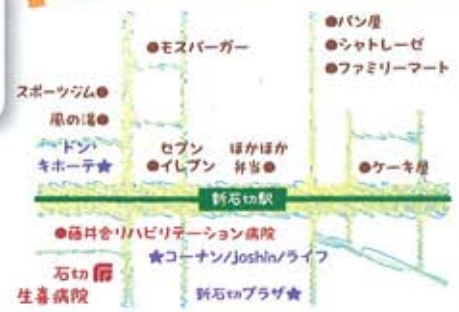 ●パン屋
●シャトレーゼ
●ファミリーマート
●モスバーガー
スポーツジム●
風の湯●
ドン・
キホーテ★
セブン
●イレブン
ほかほか
弁当●
●ケーキ屋
新石切駅
●藤井会リハビリテーション病院
★コーナン/Joshin/ライフ
石切
生喜病院
新石切プラザ★